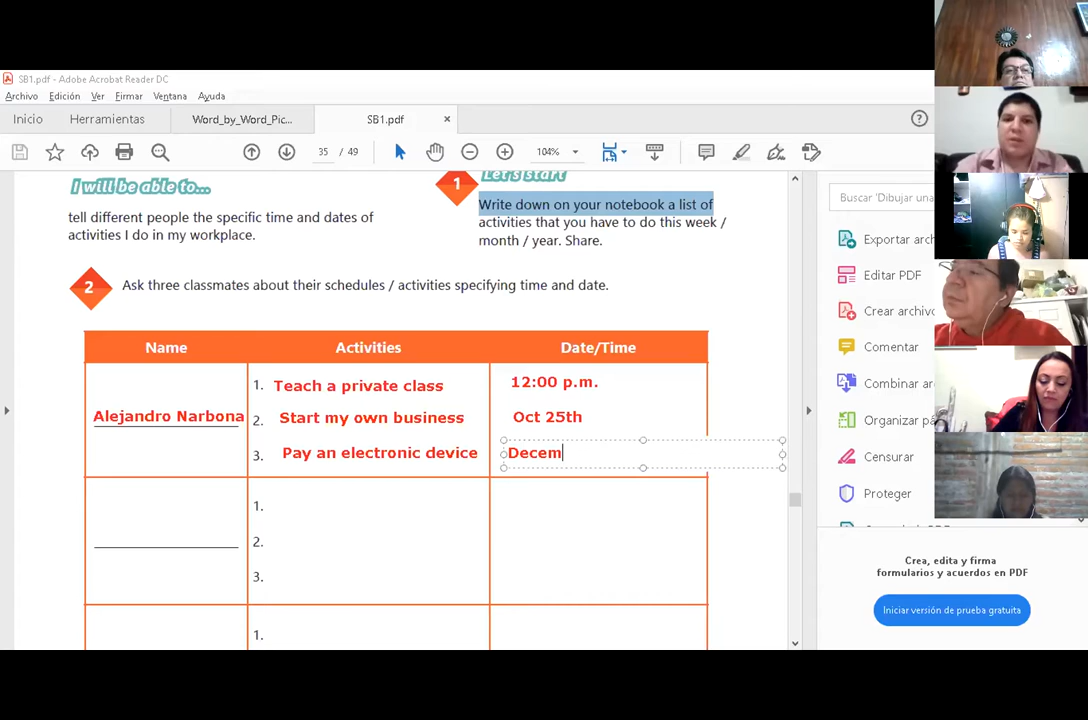 SB1.pdf - Adobe Acrobat Reader DC
Archivo Edición Ver Firmar Ventana Ayuda
Inicio Herramientas Word_by_Word_Pic... SB1.pdf ×
35 / 49 104%
Buscar 'Dibujar una
I will be able to...
tell different people the specific time and dates of
activities I do in my workplace.
1 Let's start
Write down on your notebook a list of
activities that you have to do this week /
month / year. Share.
2 Ask three classmates about their schedules / activities specifying time and date.
Name Activities Date/Time
Alejandro Narbona
1. Teach a private class 12:00 p.m.
2. Start my own business Oct 25th
3. Pay an electronic device Decem
1.
2.
3.
1.
Exportar arch
Editar PDF
Crear archivo
Comentar
Combinar ar
Organizar pá
Censurar
Proteger
Crea, edita y firma
formularios y acuerdos en PDF
Iniciar versión de prueba gratuita